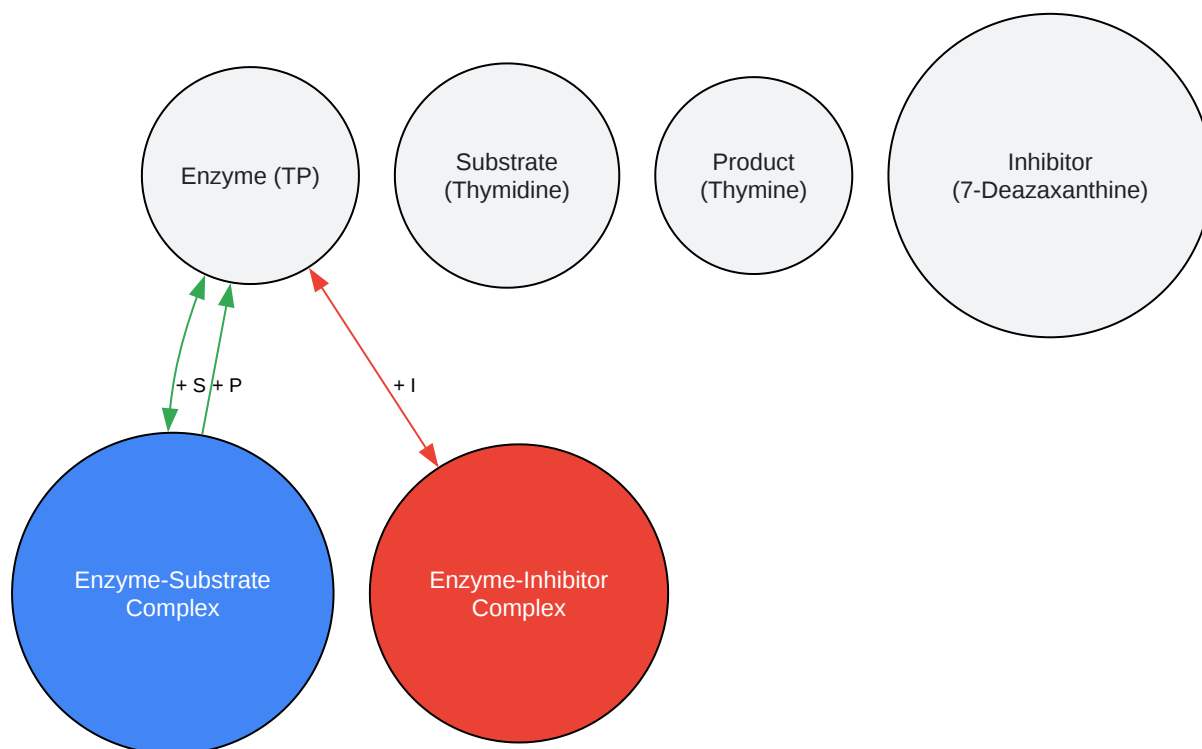 Enzyme (TP)
Substrate
(Thymidine)
Product
(Thymine)
Inhibitor
(7-Deazaxanthine)
+ S
+ P
+ I
Enzyme-Substrate
Complex
Enzyme-Inhibitor
Complex